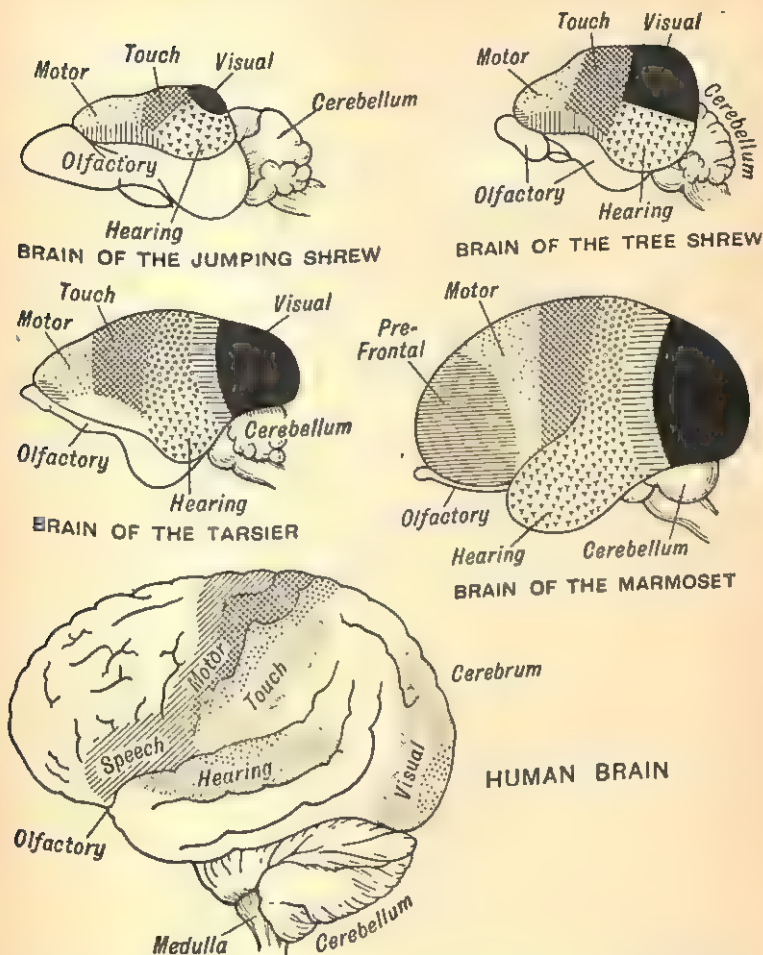 Touch
Visual
Motor
Cerebellum
Olfactory
Hearing
BRAIN OF THE JUMPING SHREW
Touch
Visual
Motor
Cerebellum
Olfactory
Hearing
BRAIN OF THE TREE SHREW
Touch
Motor
Visual
Olfactory
Cerebellum
Hearing
BRAIN OF THE TARSIER
Motor
Pre-
Frontal
Olfactory
Hearing
Cerebellum
BRAIN OF THE MARMOSET
Motor
Touch
Cerebrum
Speech
Hearing
Visual
HUMAN BRAIN
Olfactory
Medulla
Cerebellum